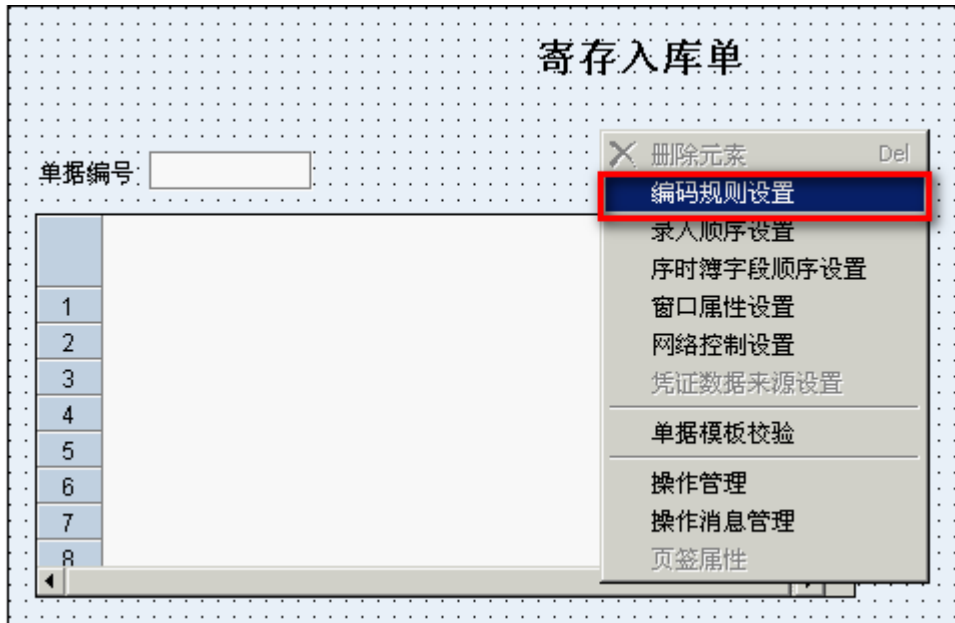 寄存入库单
单据编号
删除元素 Del
编码规则设置
录入顺序设置
序时簿字段顺序设置
窗口属性设置
网络控制设置
凭证数据来源设置
单据模板校验
操作管理
操作消息管理
页签属性
1
2
3
4
5
6
7
8